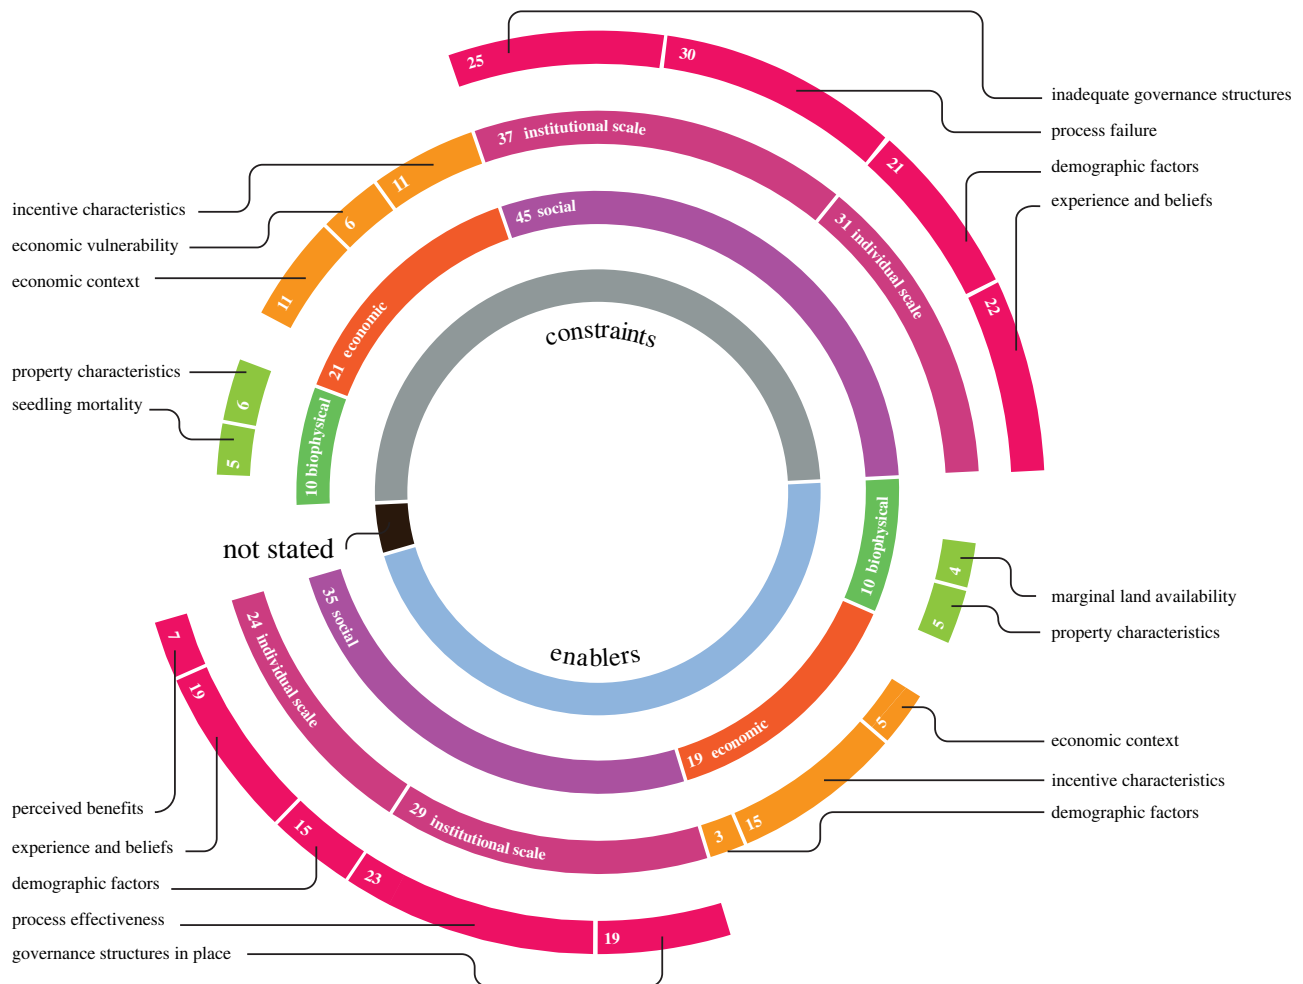 25
30
inadequate governance structures
process failure
37 institutional scale
21
demographic factors
11
incentive characteristics
experience and beliefs
45 social
31 individual scale
6
economic vulnerability
economic context
11
22
21 economic
constraints
property characteristics
6
seedling mortality
5
10 biophysical
not stated
10 biophysical
4
marginal land availability
5
property characteristics
35 social
24 individual scale
7
enablers
19
19 economic
5
economic context
incentive characteristics
perceived benefits
29 institutional scale
3
15
demographic factors
15
experience and beliefs
23
demographic factors
process effectiveness
19
governance structures in place